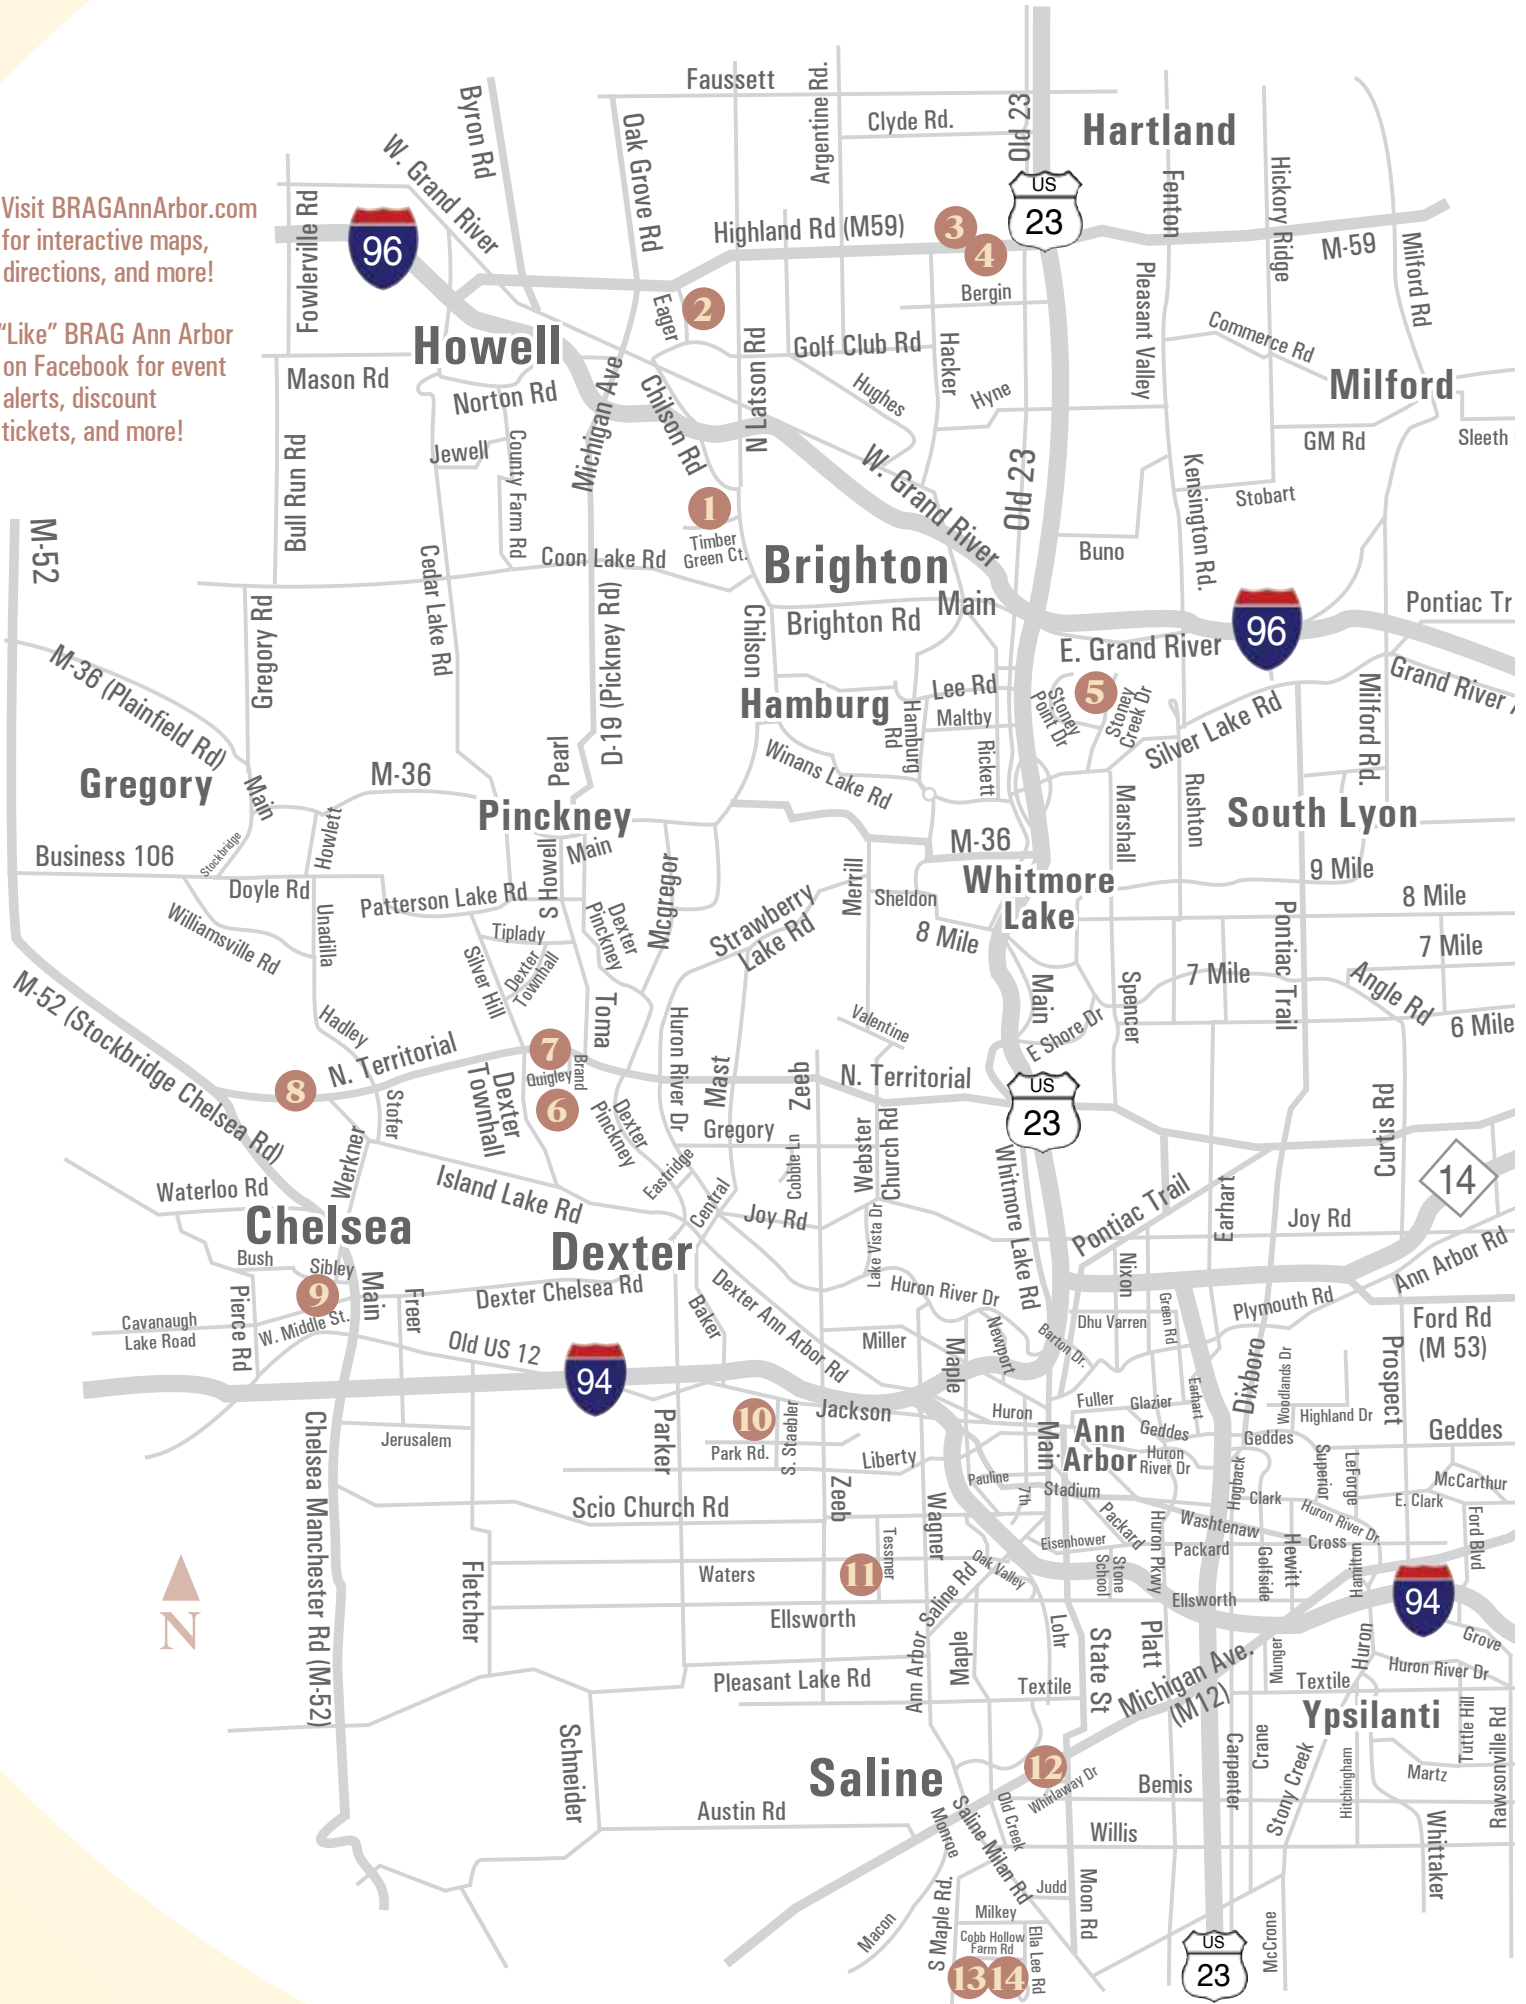 Visit BRAGAnnArbor.com
for interactive maps,
directions, and more!
"Like" BRAG Ann Arbor
on Facebook for event
alerts, discount
tickets, and more!
Faussett
Argentine Rd.
Clyde Rd.
Old 23
Hartland
Byron Rd
Oak Grove Rd
W. Grand River
Fowlerville Rd
96
Highland Rd (M59)
3
4
US
23
Fenton
Hickory Ridge
M-59
Milford Rd
Bergin
Eager
2
Howell
Mason Rd
Norton Rd
Michigan Ave
Chilson Rd
N Latson Rd
Golf Club Rd
Hacker
Hughes
Hyne
Pleasant Valley
Commerce Rd
Milford
GM Rd
Sleeth
Bull Run Rd
Jewell
County Farm Rd
W. Grand River
Old 23
Kensington Rd.
Stobart
Buno
1
Timber
Green Ct.
Coon Lake Rd
Brighton
M-52
Cedar Lake Rd
Gregory Rd
D-19 (Pickney Rd)
Chilson
Brighton Rd
Main
E. Grand River
96
Pontiac Tr
Grand River
M-36 (Plainfield Rd)
Hamburg
Hamburg
Rd
Lee Rd
Maltby
Rickett
Stoney
Point Dr
5
Stoney
Creek Dr
Silver Lake Rd
Milford Rd.
Winans Lake Rd
Gregory
Main
M-36
Pearl
Pinckney
Marshall
Rushton
South Lyon
Business 106
Stockbridge
Howlett
Doyle Rd
Patterson Lake Rd
S Howell
Main
Mcgregor
Merrill
M-36
Whitmore
Lake
9 Mile
8 Mile
Sheldon
8 Mile
Strawberry
Lake Rd
Williamsville Rd
Unadilla
Tiplady
Dexter
Pinckney
Dexter
Townhall
Silver Hill
7 Mile
7 Mile
Pontiac Trail
Angle Rd
6 Mile
M-52 (Stockbridge Chelsea Rd)
Hadley
Toma
Huron River Dr
Valentine
Main
E Shore Dr
Spencer
8
N. Territorial
7
Quigley
Brand
6
Dexter
Townhall
Dexter
Pinckney
Mast
Zeeb
N. Territorial
US
23
Stofer
Werkner
Gregory
Cobble Ln
Webster
Church Rd
Curtis Rd
14
Waterloo Rd
Chelsea
Island Lake Rd
Eastridge
Central
Joy Rd
Lake Vista Dr
Whitmore Lake Rd
Pontiac Trail
Earhart
Joy Rd
Ann Arbor Rd
Dexter
Bush
Sibley
9
Main
Freer
Dexter Chelsea Rd
Baker
Dexter Ann Arbor Rd
Huron River Dr
Nixon
Green Rd
Plymouth Rd
Ford Rd
(M 53)
Cavanaugh
Lake Road
Pierce Rd
W. Middle St.
Old US 12
94
Miller
Maple
Newport
Barton Dr.
Dhu Varren
Dixboro
Woodlands Dr
Prospect
Chelsea Manchester Rd (M-52)
Jerusalem
Parker
10
Park Rd.
S. Staebler
Jackson
Liberty
Huron
Main
Fuller
Glazier
Earhart
Ann
Arbor
Geddes
Huron
River Dr
Geddes
Highland Dr
Geddes
Pauline
7th
Stadium
Hogback
Clark
Superior
LeForge
McCarthur
E. Clark
Scio Church Rd
Zeeb
Wagner
Packard
Huron Pkwy
Washtenaw
Huron River Dr.
Ford Blvd
Fletcher
Waters
11
Tessmer
Eisenhower
Oak Valley
Stone
School
Packard
Golfside
Hewitt
Cross
Hamilton
94
N
Ellsworth
Ann Arbor Saline Rd
Maple
Lohr
Ellsworth
State St
Platt
Michigan Ave.
(M12)
Munger
Huron
Grove
Huron River Dr
Pleasant Lake Rd
Textile
Textile
Ypsilanti
Schneider
Saline
12
Whirlaway Dr
Bemis
Carpenter
Crane
Stony Creek
Hitchingham
Martz
Tuttle Hill
Rawsonville Rd
Austin Rd
Monroe
Saline Milan Rd
Old Creek
Willis
Whittaker
Macon
S Maple Rd.
Judd
Milkey
Moon Rd
Cobb Hollow
Farm Rd
Ella Lee Rd
13
14
US
23
McCrone